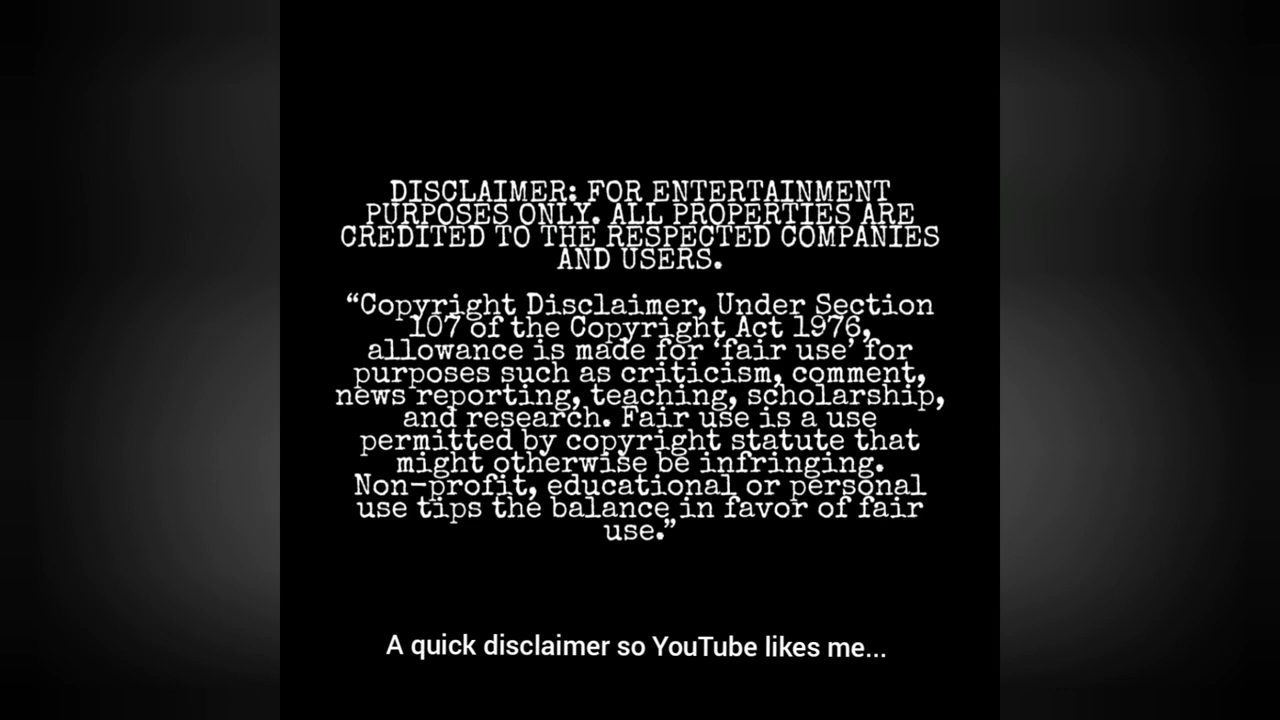 DISCLAIMER: FOR ENTERTAINMENT
PURPOSES ONLY. ALL PROPERTIES ARE
CREDITED TO THE RESPECTED COMPANIES
AND USERS.
“Copyright Disclaimer, Under Section
107 of the Copyright Act 1976,
allowance is made for ‘fair use’ for
purposes such as criticism, comment,
news reporting, teaching, scholarship,
and research. Fair use is a use
permitted by copyright statute that
might otherwise be infringing.
Non-profit, educational or personal
use tips the balance in favor of fair
use.”
A quick disclaimer so YouTube likes me...